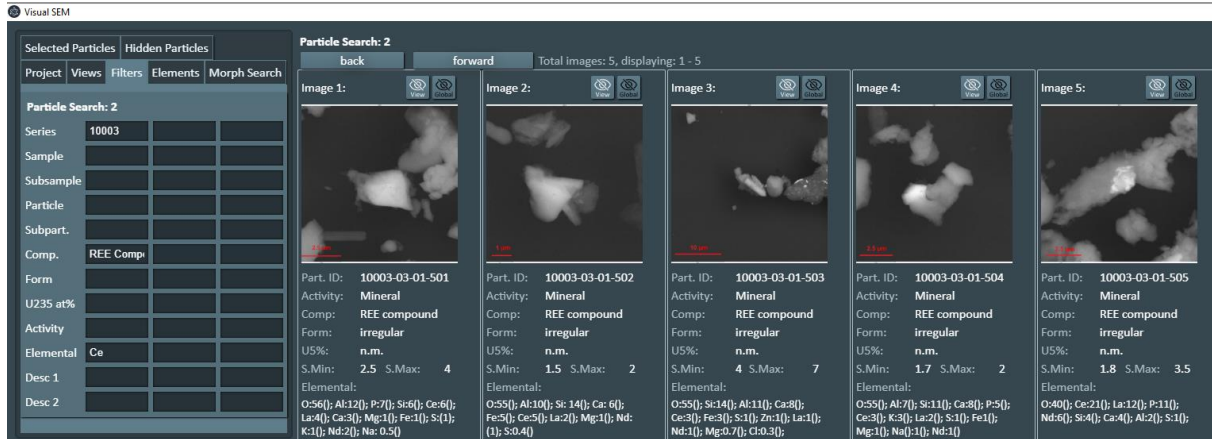 Visual SEM
Selected Particles Hidden Particles
Project Views Filters Elements Morph Search
Particle Search: 2
Series 10003
Sample
Subsample
Particle
Subpart.
Comp. REE Comp
Form
U235 at%
Activity
Elemental Ce
Desc 1
Desc 2
Particle Search: 2
back forward Total images: 5, displaying: 1 - 5
Image 1: View Global
Part. ID: 10003-03-01-501
Activity: Mineral
Comp: REE compound
Form: irregular
U5%: n.m.
S.Min: 2.5 S.Max: 4
Elemental:
O:56(); Al:12(); P:7(); Si:6(); Ce:6();
La:4(); Ca:3(); Mg:1(); Fe:1(); S:(1);
K:1(); Nd:2(); Na: 0.5()
Image 2: View Global
1 µm
Part. ID: 10003-03-01-502
Activity: Mineral
Comp: REE compound
Form: irregular
U5%: n.m.
S.Min: 1.5 S.Max: 2
Elemental:
O:55(); Al:10(); Si: 14(); Ca: 6();
Fe:5(); Ce:5(); La:2(); Mg:1(); Nd:
(1); S:0.4()
Image 3: View Global
10 µm
Part. ID: 10003-03-01-503
Activity: Mineral
Comp: REE compound
Form: irregular
U5%: n.m.
S.Min: 4 S.Max: 7
Elemental:
O:55(); Si:14(); Al:11(); Ca:8();
Ce:3(); Fe:3(); S:1(); Zn:1(); La:1();
Nd:1(); Mg:0.7(); Cl:0.3();
Image 4: View Global
2.5 µm
Part. ID: 10003-03-01-504
Activity: Mineral
Comp: REE compound
Form: irregular
U5%: n.m.
S.Min: 1.7 S.Max: 2
Elemental:
O:55(); Al:7(); Si:11(); Ca:8(); P:5();
Ce:3(); K:3(); La:2(); S:1(); Fe1();
Mg:1(); Na():1(); Nd:1()
Image 5: View Global
Part. ID: 10003-03-01-505
Activity: Mineral
Comp: REE compound
Form: irregular
U5%: n.m.
S.Min: 1.8 S.Max: 3.5
Elemental:
O:40(); Ce:21(); La:12(); P:11();
Nd:6(); Si:4(); Ca:4(); Al:2(); S:1();